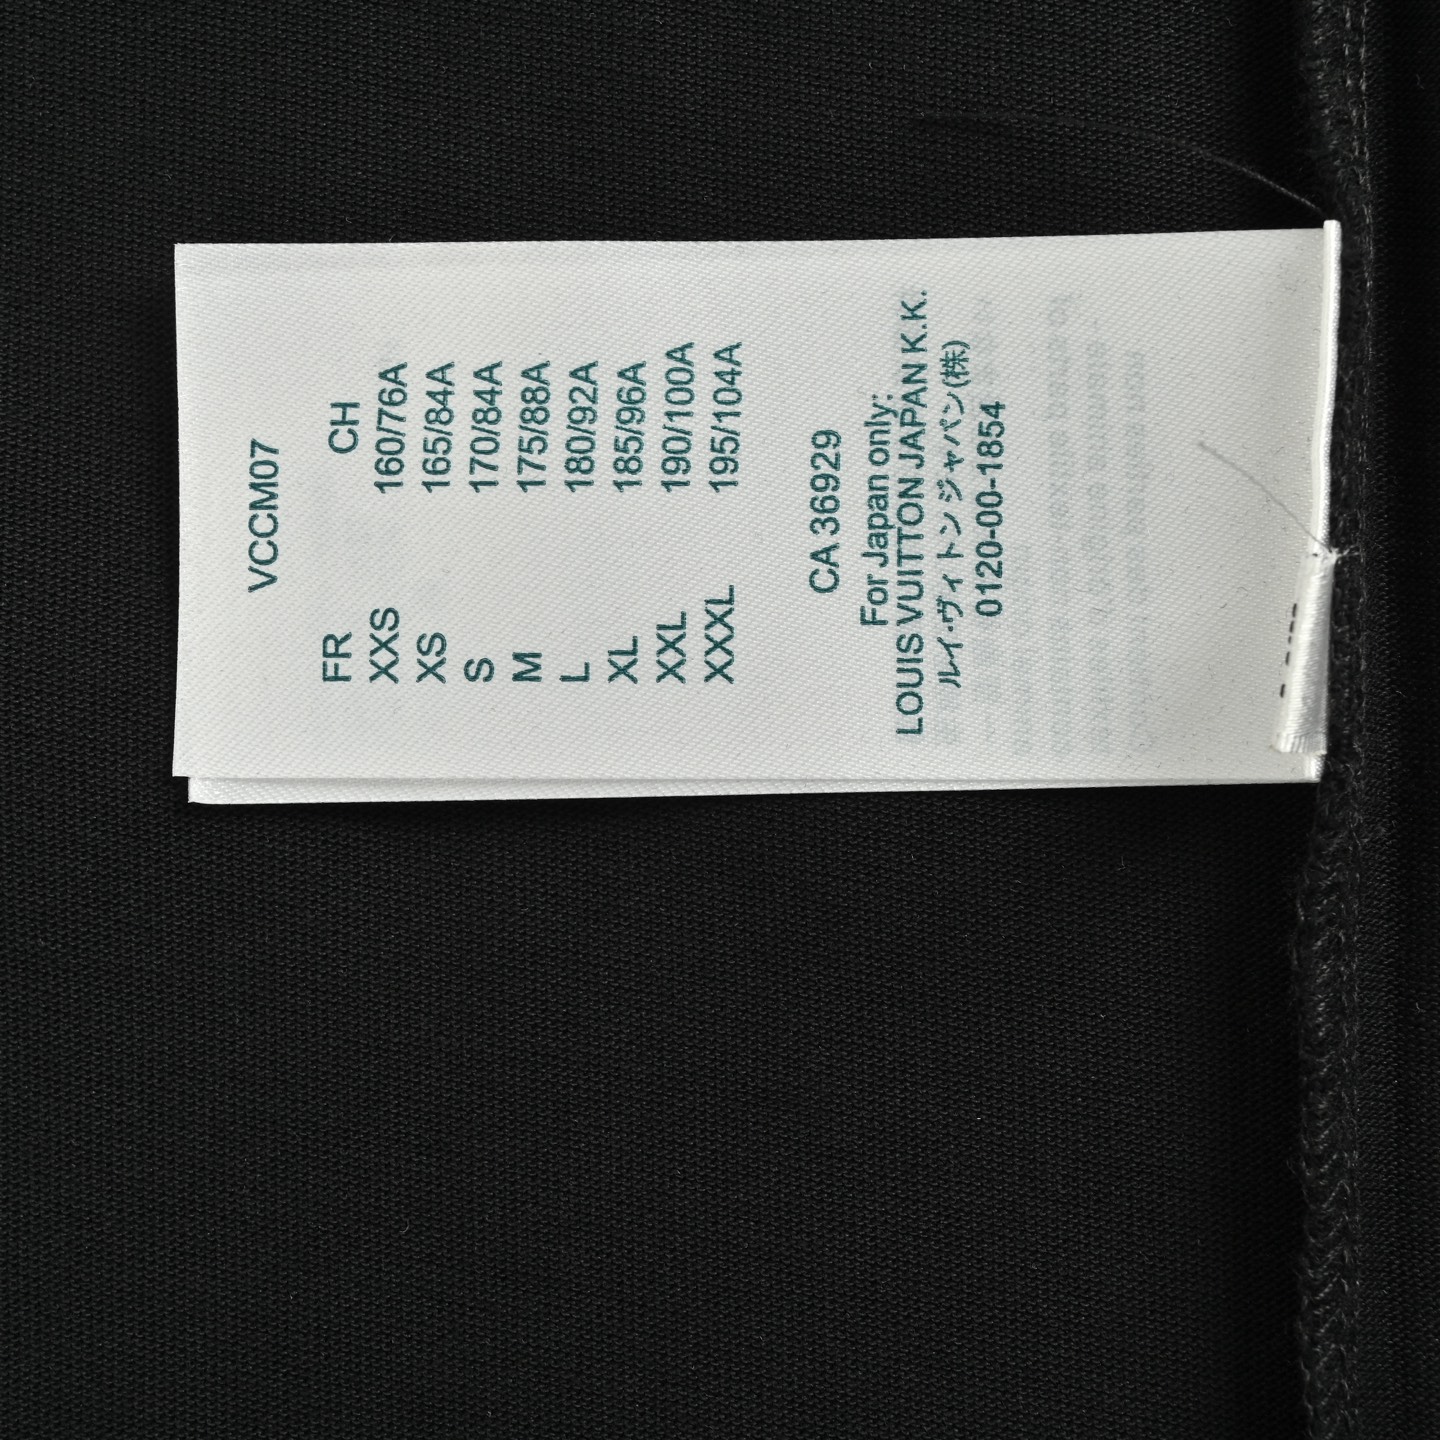 VCCM07
FR CH
XXS 160/76A
XS 165/84A
S 170/84A
M 175/88A
L 180/92A
XL 185/96A
XXL 190/100A
XXXL 195/104A
CA 36929
For Japan only:
LOUIS VUITTON JAPAN K.K.
ルイ・ヴィトン ジャパン(株)
0120-00-1854